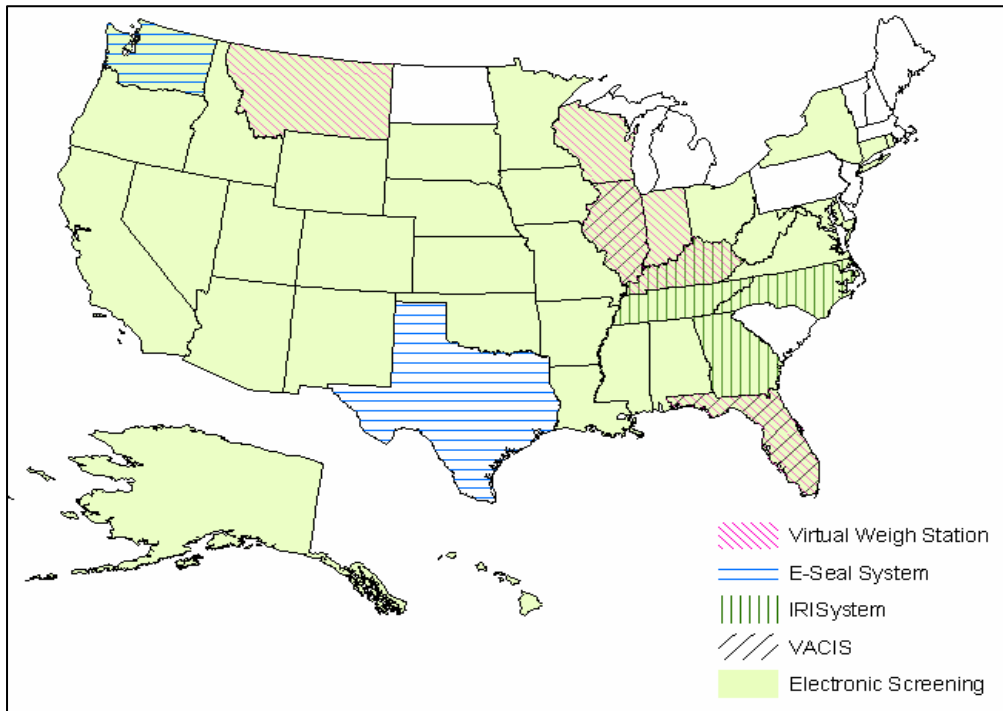 Virtual Weigh Station
E-Seal System
IRISystem
VACIS
Electronic Screening